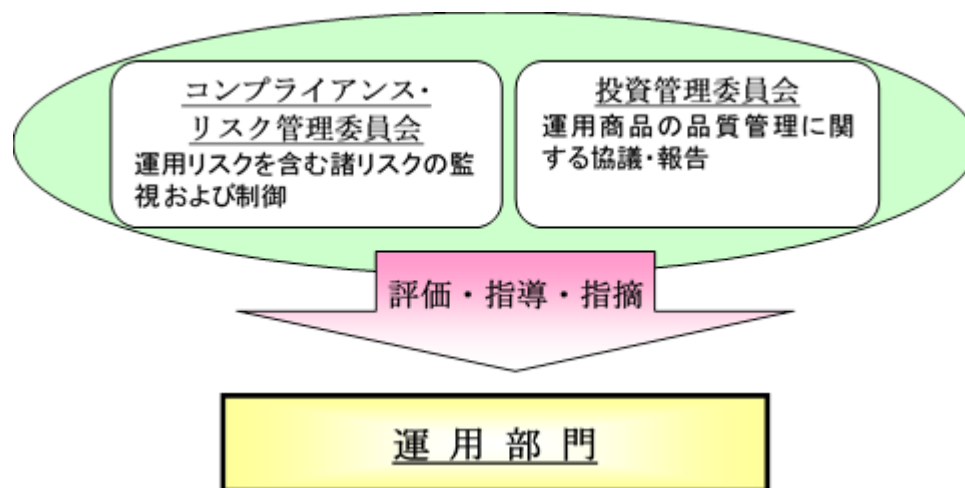 コンプライアンス・
リスク管理委員会
運用リスクを含む諸リスクの監
視および制御
投資管理委員会
運用商品の品質管理に関
する協議・報告
評価・指導・指摘
運用部門